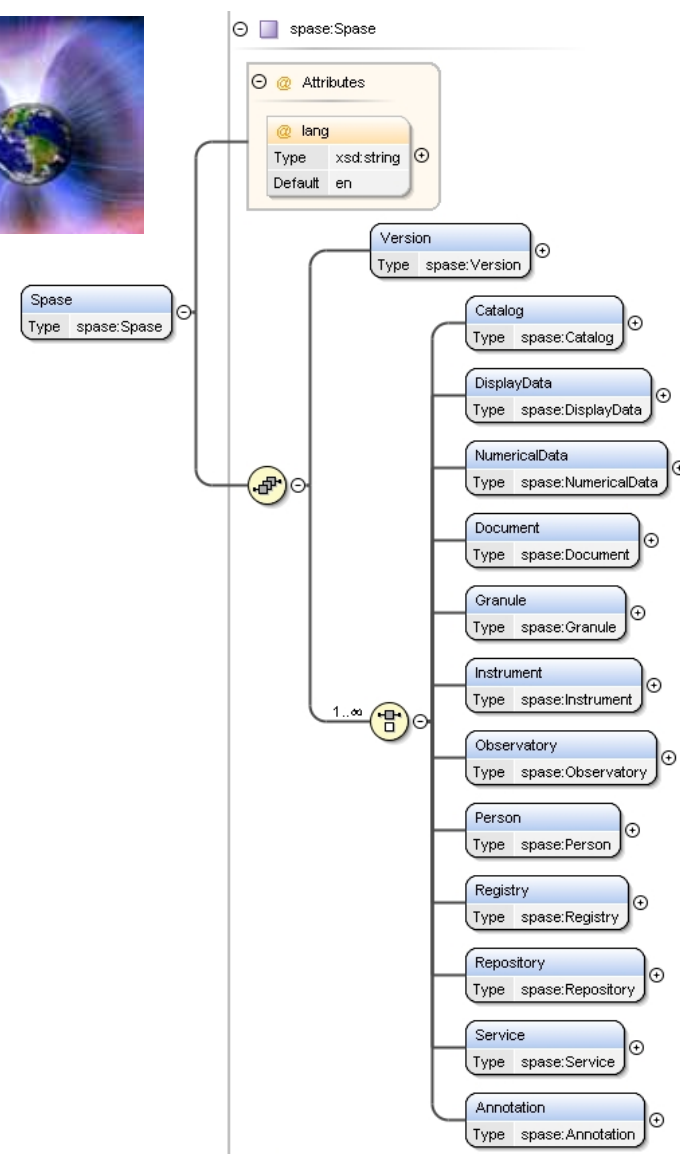 spase:Spase
@ Attributes
@ lang
Type xsd:string
Default en
Version
Type spase:Version
Spase
Type spase:Spase
Catalog
Type spase:Catalog
DisplayData
Type spase:DisplayData
NumericalData
Type spase:NumericalData
Document
Type spase:Document
Granule
Type spase:Granule
Instrument
Type spase:Instrument
1..∞
Observatory
Type spase:Observatory
Person
Type spase:Person
Registry
Type spase:Registry
Repository
Type spase:Repository
Service
Type spase:Service
Annotation
Type spase:Annotation